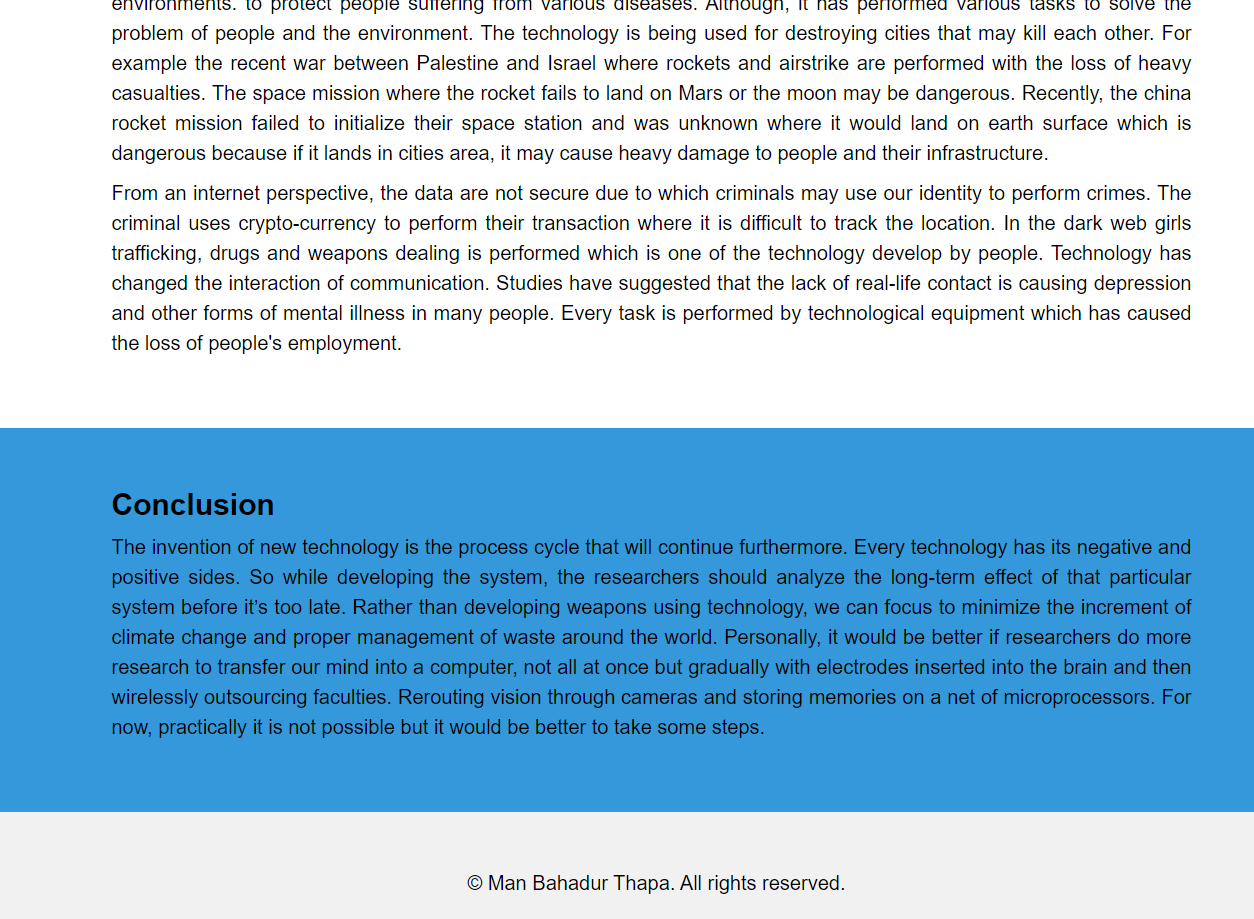 environments. to protect people suffering from various diseases. Although, it has performed various tasks to solve the
problem of people and the environment. The technology is being used for destroying cities that may kill each other. For
example the recent war between Palestine and Israel where rockets and airstrike are performed with the loss of heavy
casualties. The space mission where the rocket fails to land on Mars or the moon may be dangerous. Recently, the china
rocket mission failed to initialize their space station and was unknown where it would land on earth surface which is
dangerous because if it lands in cities area, it may cause heavy damage to people and their infrastructure.
From an internet perspective, the data are not secure due to which criminals may use our identity to perform crimes. The
criminal uses crypto-currency to perform their transaction where it is difficult to track the location. In the dark web girls
trafficking, drugs and weapons dealing is performed which is one of the technology develop by people. Technology has
changed the interaction of communication. Studies have suggested that the lack of real-life contact is causing depression
and other forms of mental illness in many people. Every task is performed by technological equipment which has caused
the loss of people's employment.
Conclusion
The invention of new technology is the process cycle that will continue furthermore. Every technology has its negative and
positive sides. So while developing the system, the researchers should analyze the long-term effect of that particular
system before it’s too late. Rather than developing weapons using technology, we can focus to minimize the increment of
climate change and proper management of waste around the world. Personally, it would be better if researchers do more
research to transfer our mind into a computer, not all at once but gradually with electrodes inserted into the brain and then
wirelessly outsourcing faculties. Rerouting vision through cameras and storing memories on a net of microprocessors. For
now, practically it is not possible but it would be better to take some steps.
© Man Bahadur Thapa. All rights reserved.